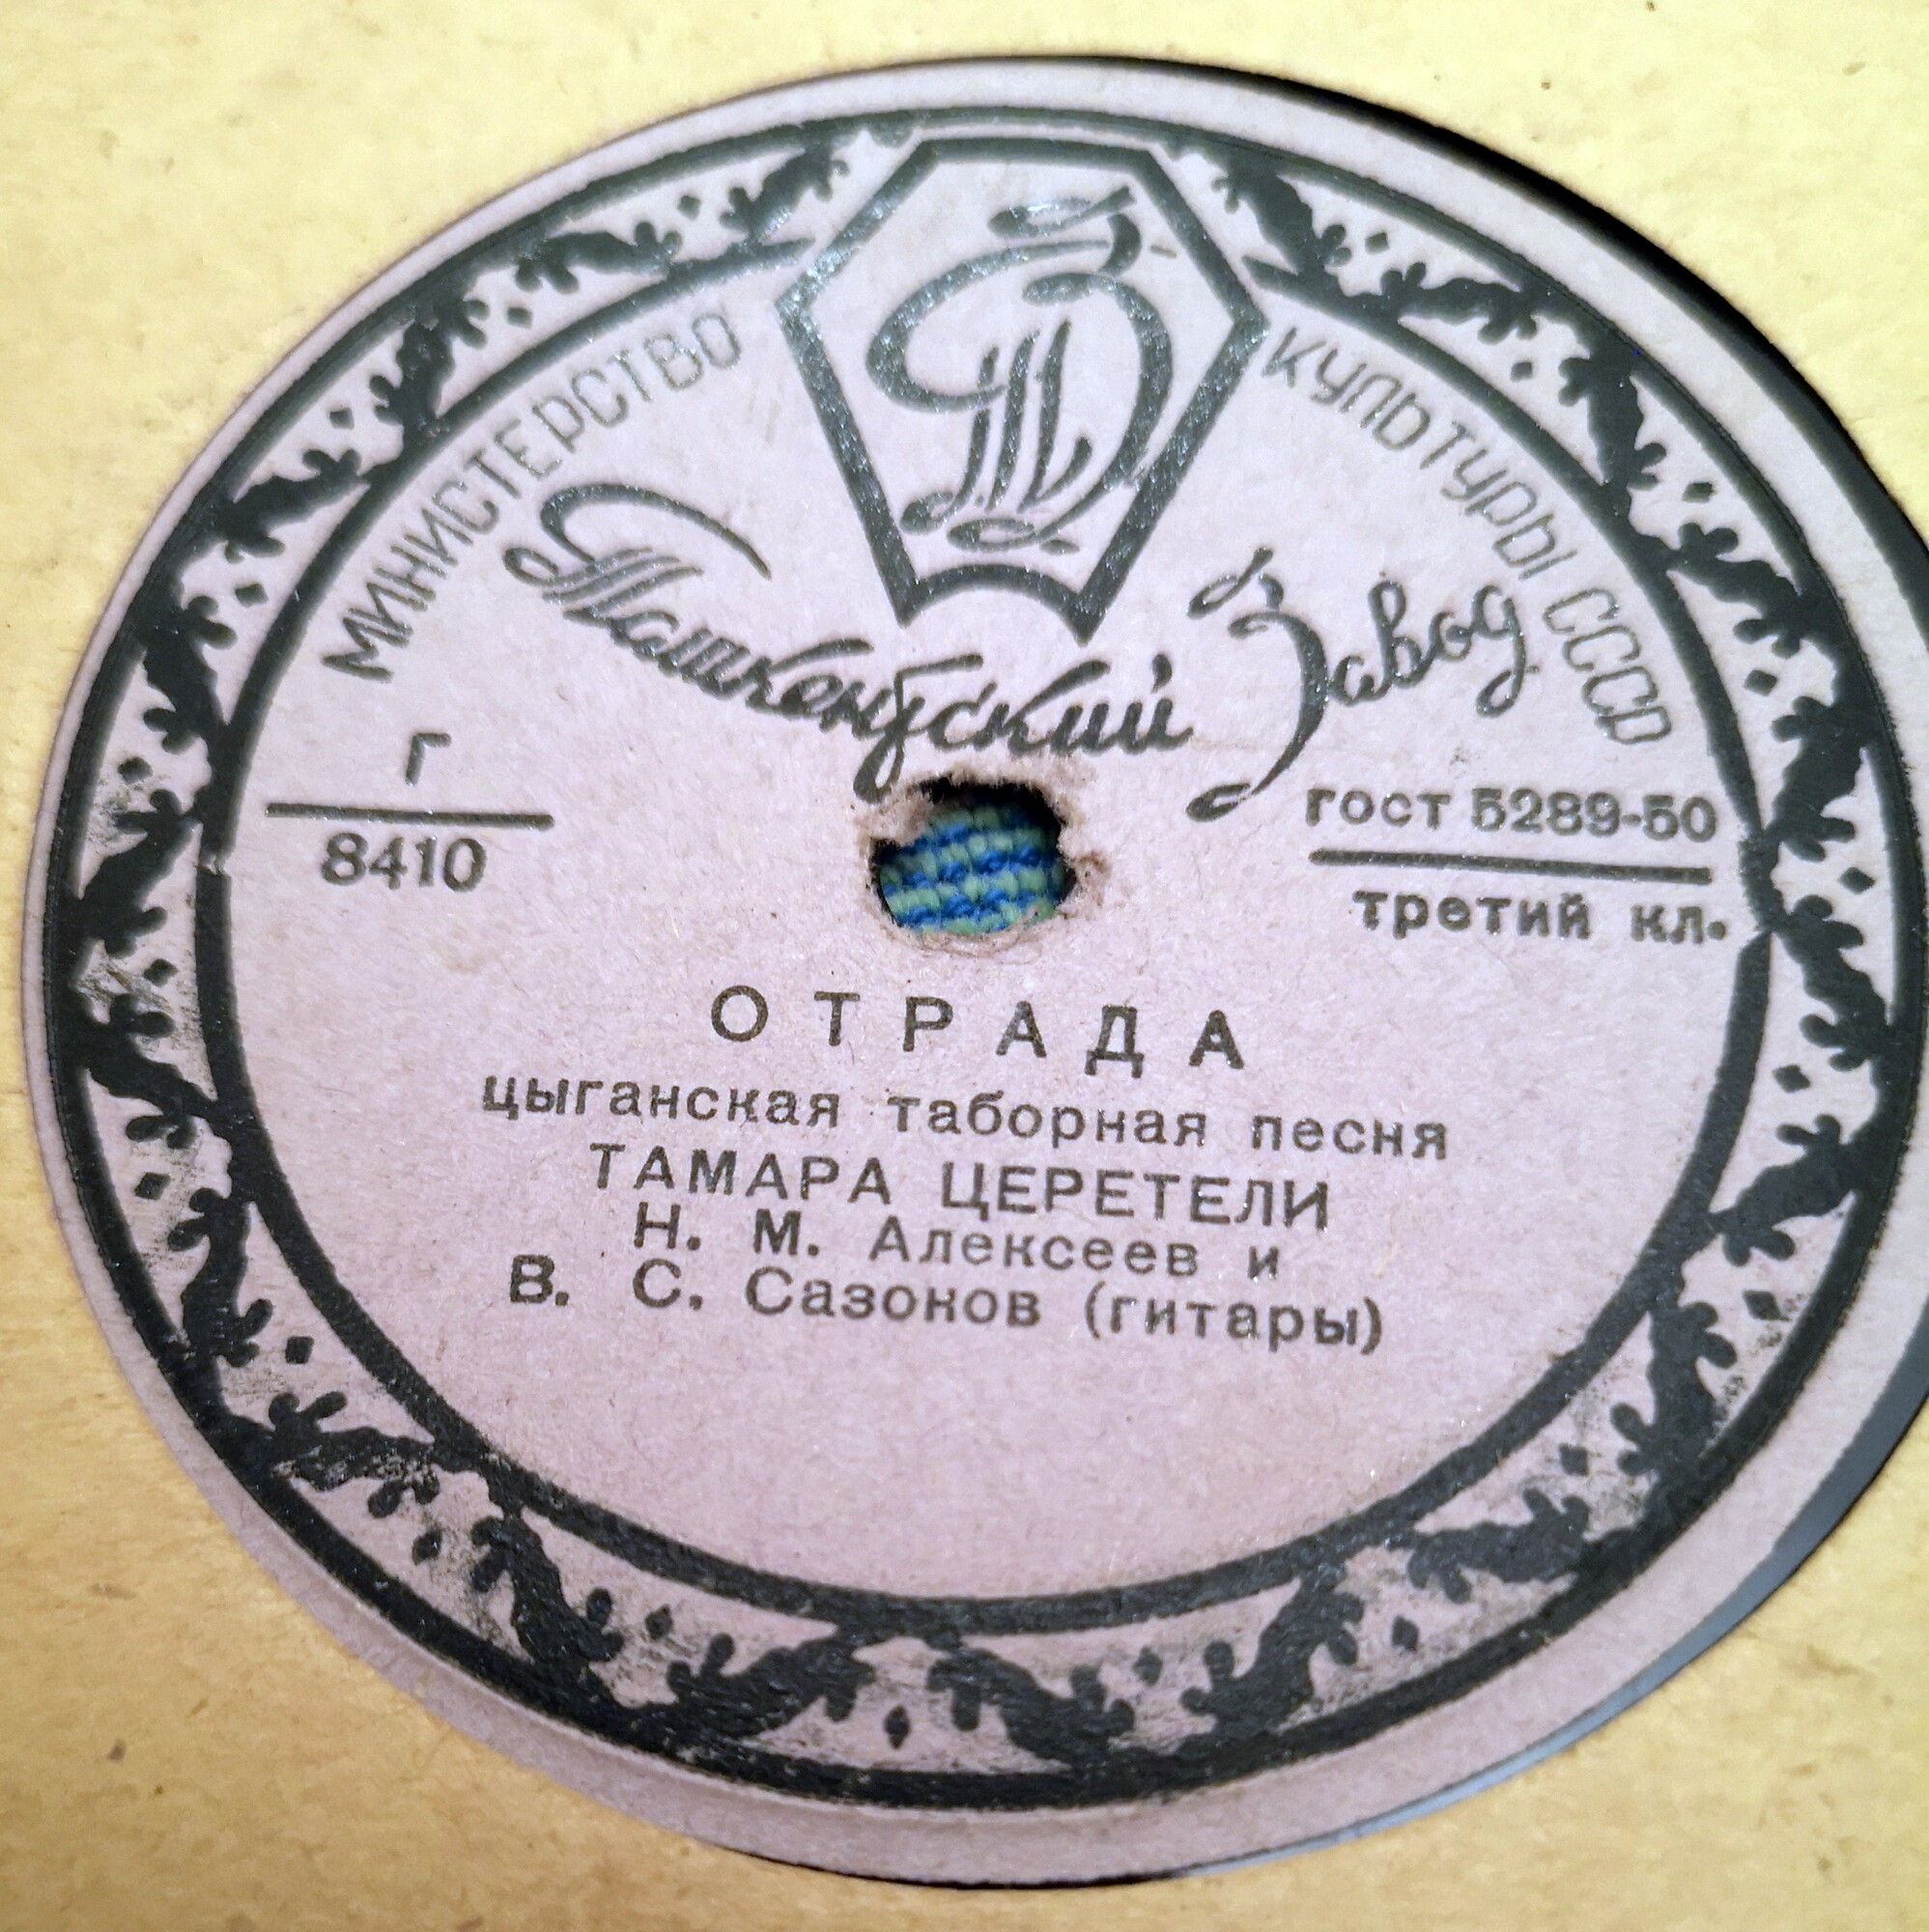 МИНИСТЕРСТВО КУЛЬТУРЫ СССР
Ташкентский Завод
Г
8410
ГОСТ 5289-50
третий кл.
ОТРАДА
цыганская таборная песня
ТАМАРА ЦЕРЕТЕЛИ
Н. М. Алексеев и
В. С. Сазонов (гитары)